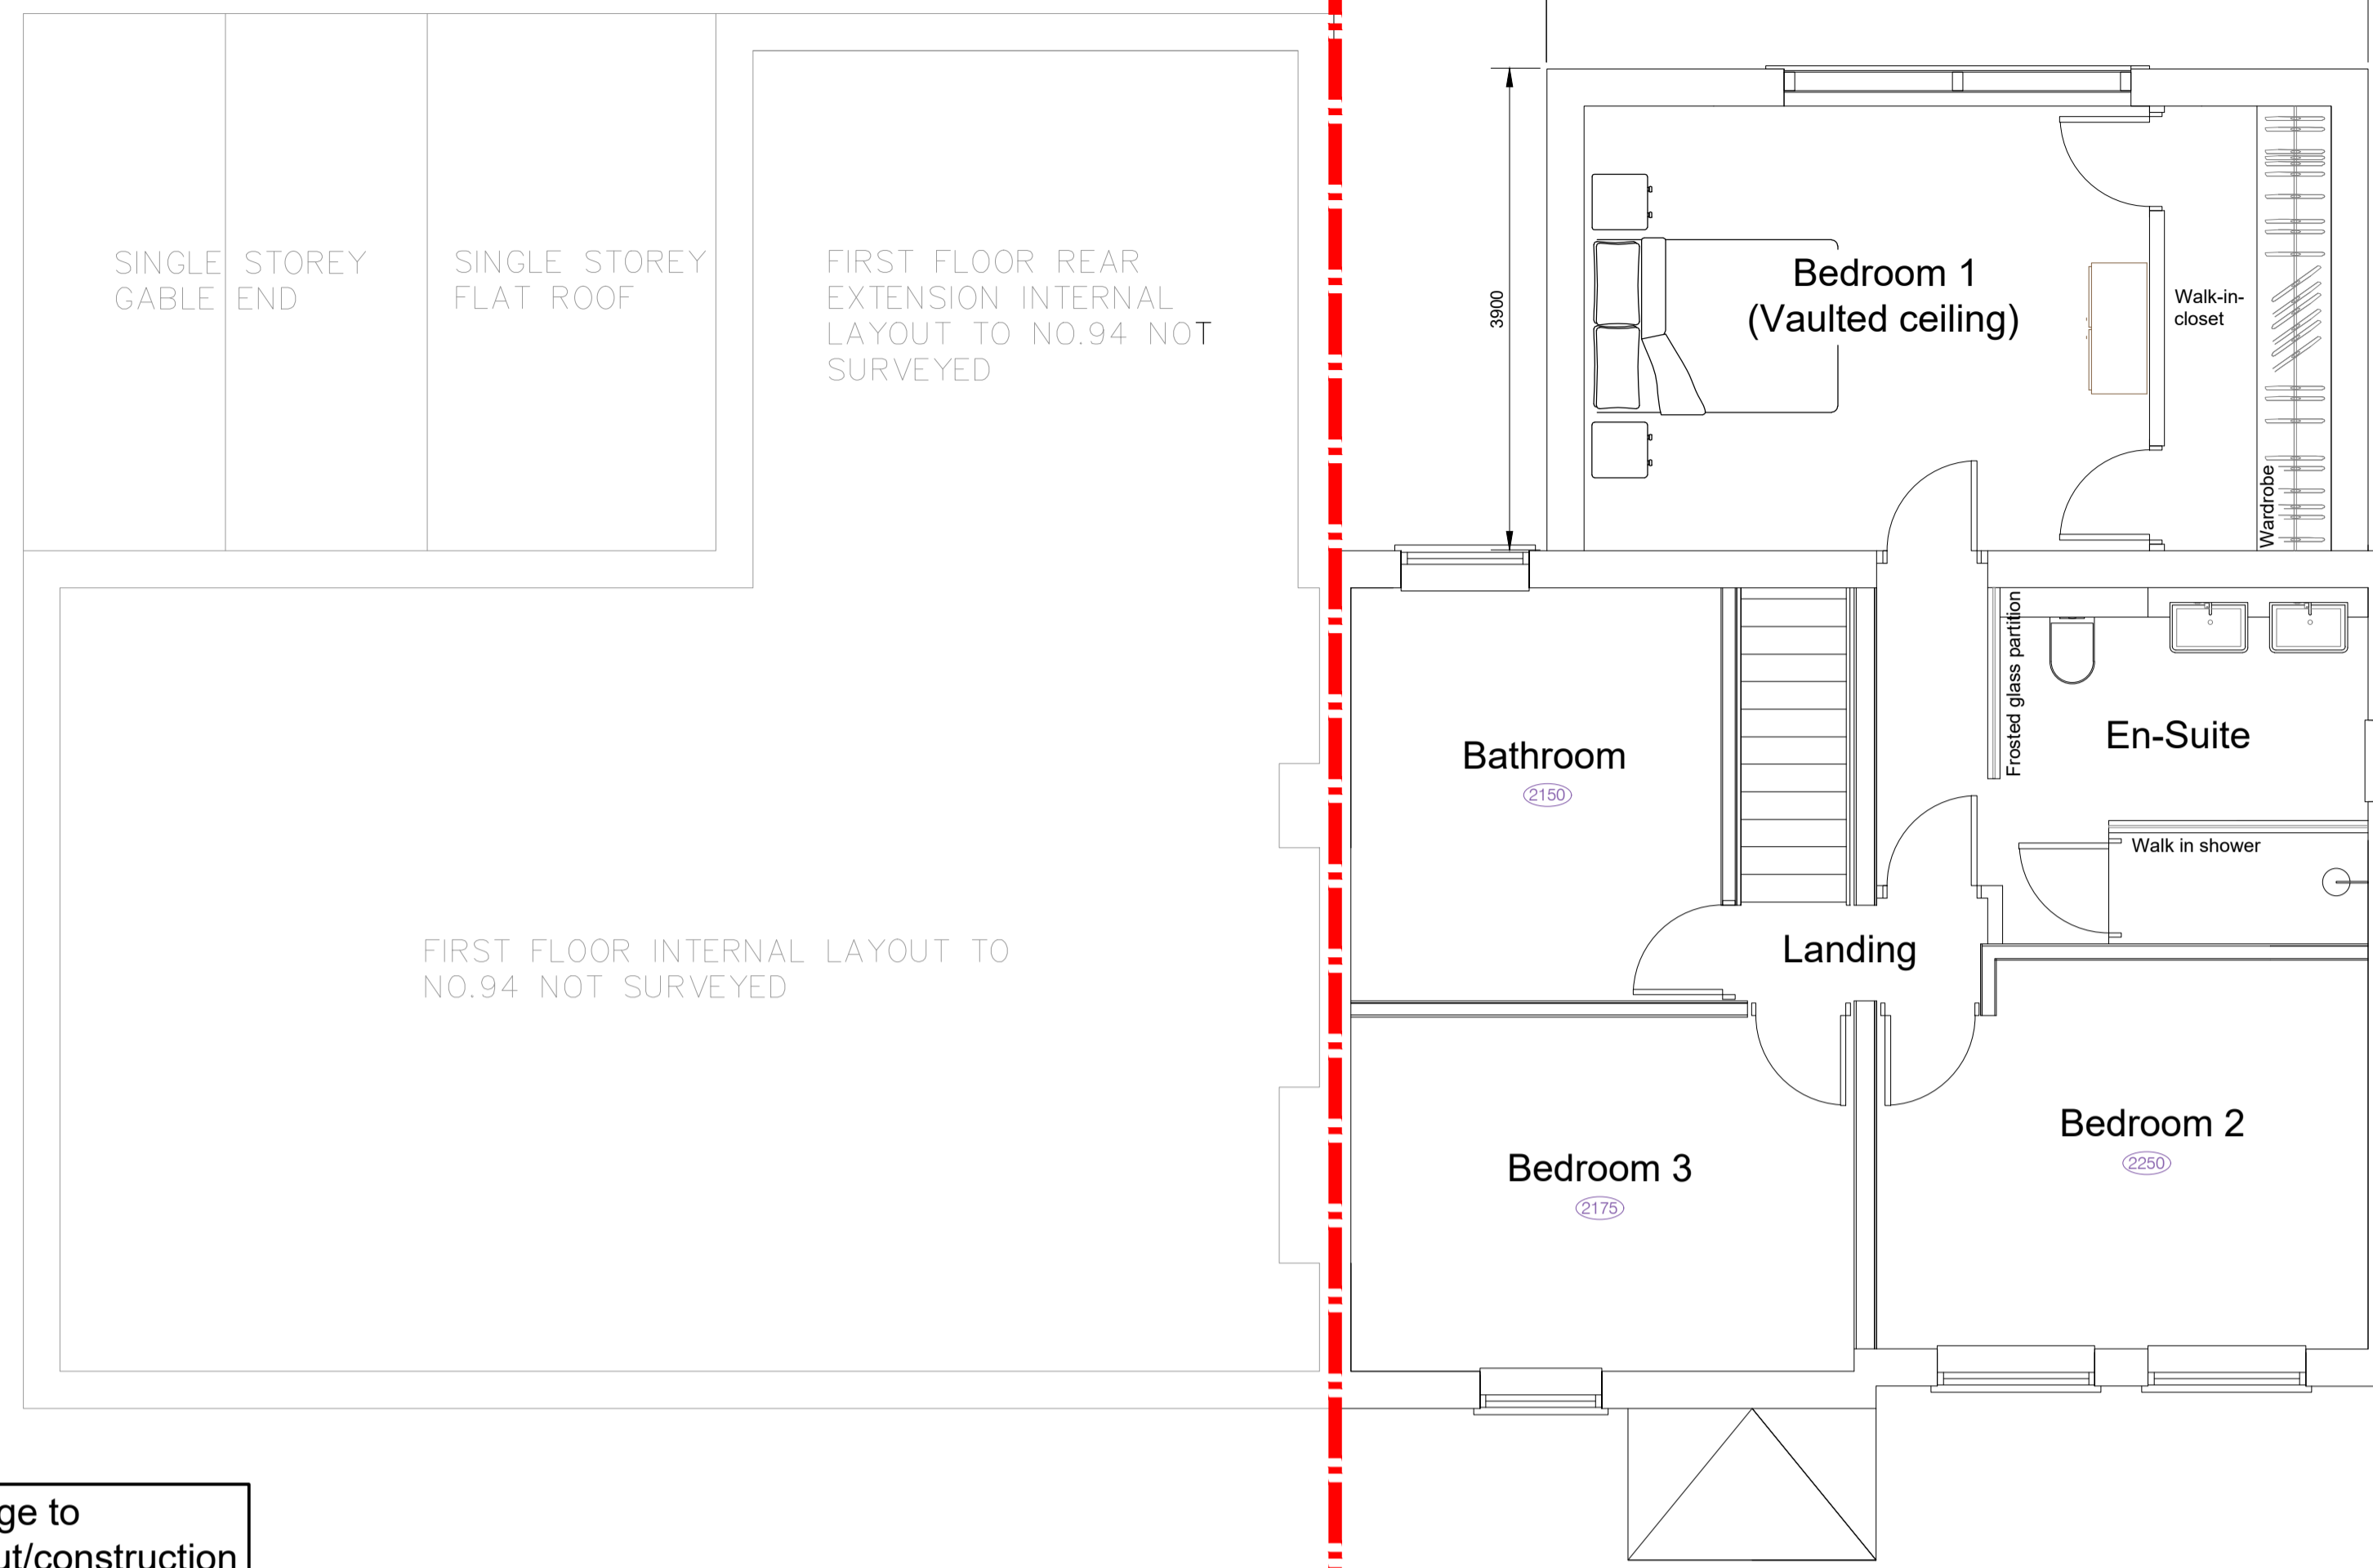 SINGLE STOREY
GABLE END
SINGLE STOREY
FLAT ROOF
FIRST FLOOR REAR
EXTENSION INTERNAL
LAYOUT TO NO.94 NOT
SURVEYED
3900
Bedroom 1
(Vaulted ceiling)
Walk-in-
closet
Wardrobe
Frosted glass partition
Bathroom
2150
En-Suite
Walk in shower
Landing
FIRST FLOOR INTERNAL LAYOUT TO
NO.94 NOT SURVEYED
Bedroom 3
2175
Bedroom 2
2250
ge to
ut/construction